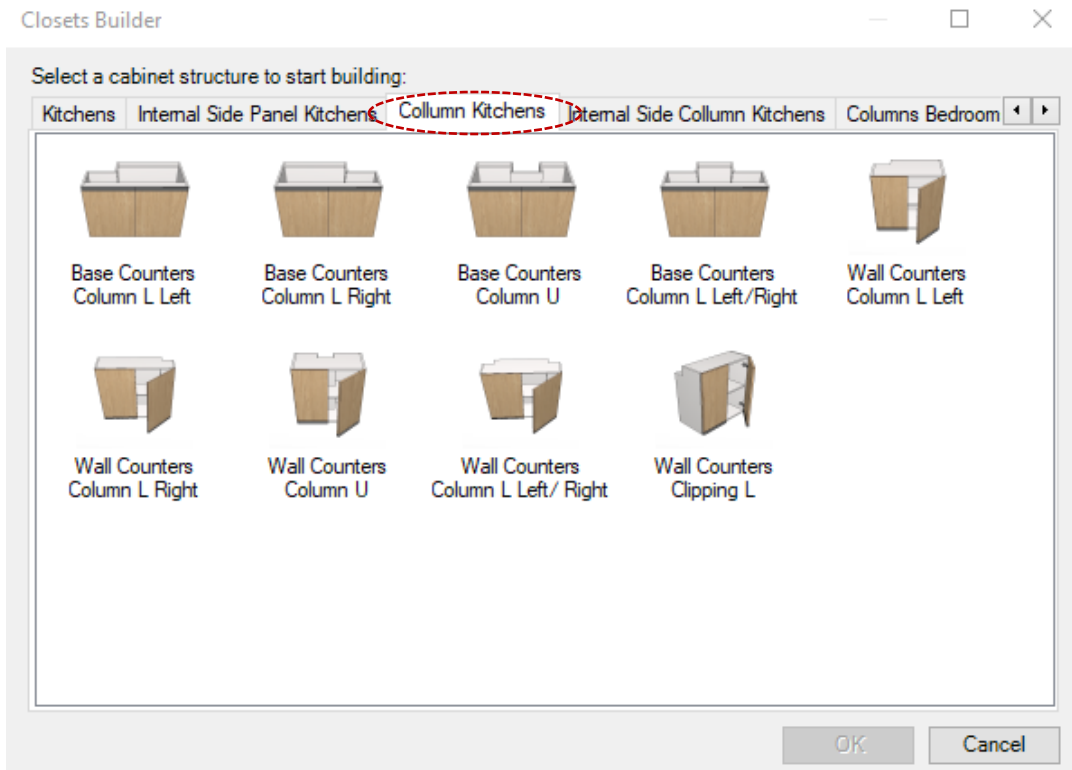 Closets Builder
Select a cabinet structure to start building:
Kitchens Internal Side Panel Kitchens Collumn Kitchens Internal Side Collumn Kitchens Columns Bedroom
Base Counters Base Counters Base Counters Base Counters Wall Counters
Column L Left Column L Right Column U Column L Left/Right Column L Left
Wall Counters Wall Counters Wall Counters Wall Counters
Column L Right Column U Column L Left/ Right Clipping L
OK Cancel